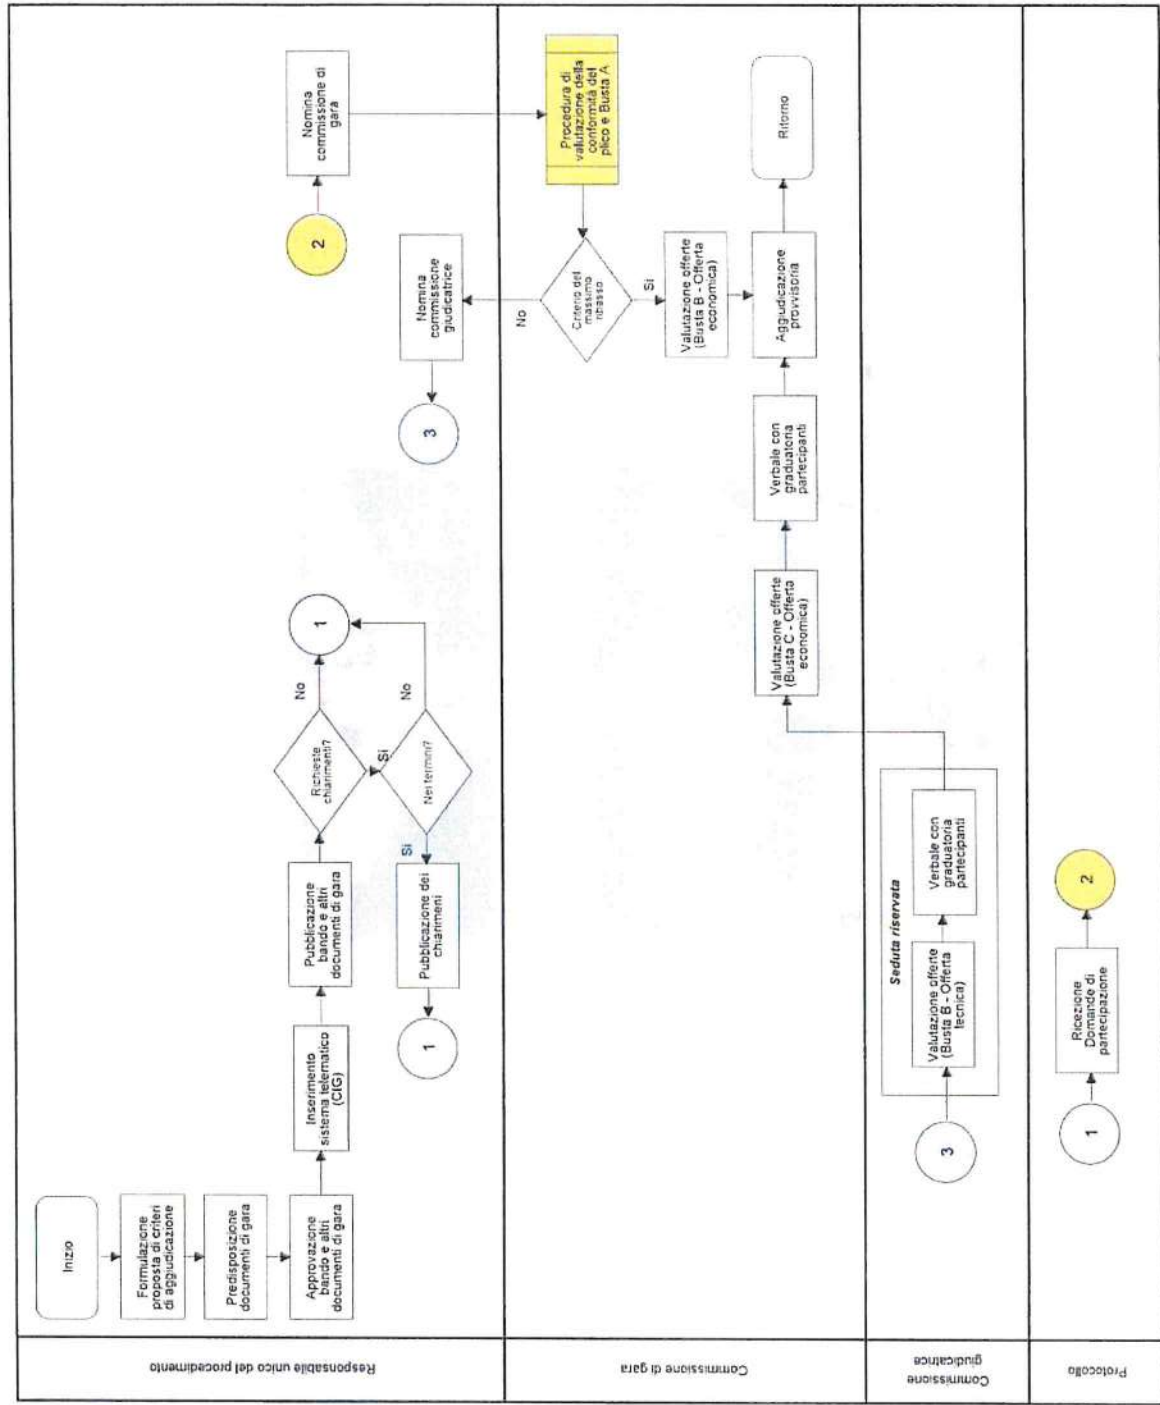 Responsabile unico del procedimento
Inizio
Formulazione
proposta di criteri
di aggiudicazione
Predisposizione
documenti di gara
Approvazione
bando e altri
documenti di gara
Inserimento
sistema telematico
(CIG)
Pubblicazione
bando e altri
documenti di gara
Richieste
chiarimenti?
No
1
Si
Nei termini?
No
Si
Pubblicazione dei
chiarimeni
1
2
Nomina
commissione di
gara
Nomina
commissione
giudicatrice
3
Commissione di gara
Procedura di
valutazione della
conformità del
plico e Busta A
Criterio del
massimo
ribasso
No
Si
Valutazione offerte
(Busta B - Offerta
economica)
Valutazione offerte
(Busta C - Offerta
economica)
Verbale con
graduatoria
partecipanti
Aggiudicazione
provvisoria
Ritorno
Commissione
giudicatrice
3
Seduta riservata
Valutazione offerte
(Busta B - Offerta
tecnica)
Verbale con
graduatoria
partecipanti
Protocollo
1
Ricezione
Domande di
partecipazione
2